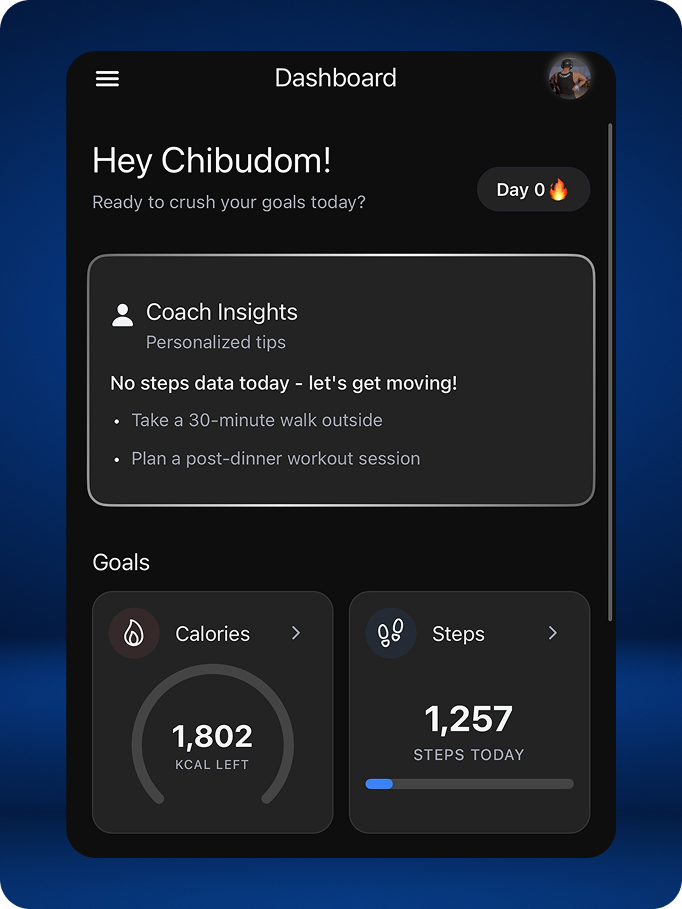 Dashboard
Hey Chibudom!
Ready to crush your goals today?
Day 0🔥
Coach Insights
Personalized tips
No steps data today - let's get moving!
• Take a 30-minute walk outside
• Plan a post-dinner workout session
Goals
Calories
1,802
KCAL LEFT
Steps
1,257
STEPS TODAY